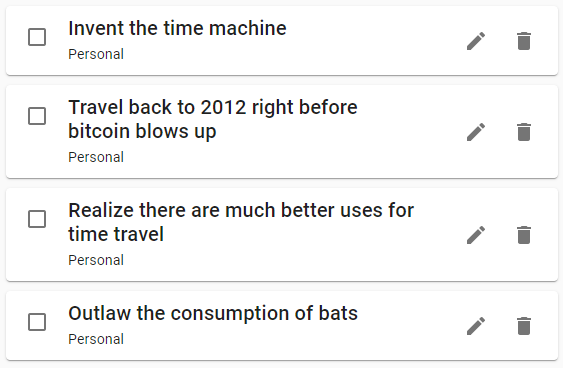 Invent the time machine
Personal
Travel back to 2012 right before
bitcoin blows up
Personal
Realize there are much better uses for
time travel
Personal
Outlaw the consumption of bats
Personal